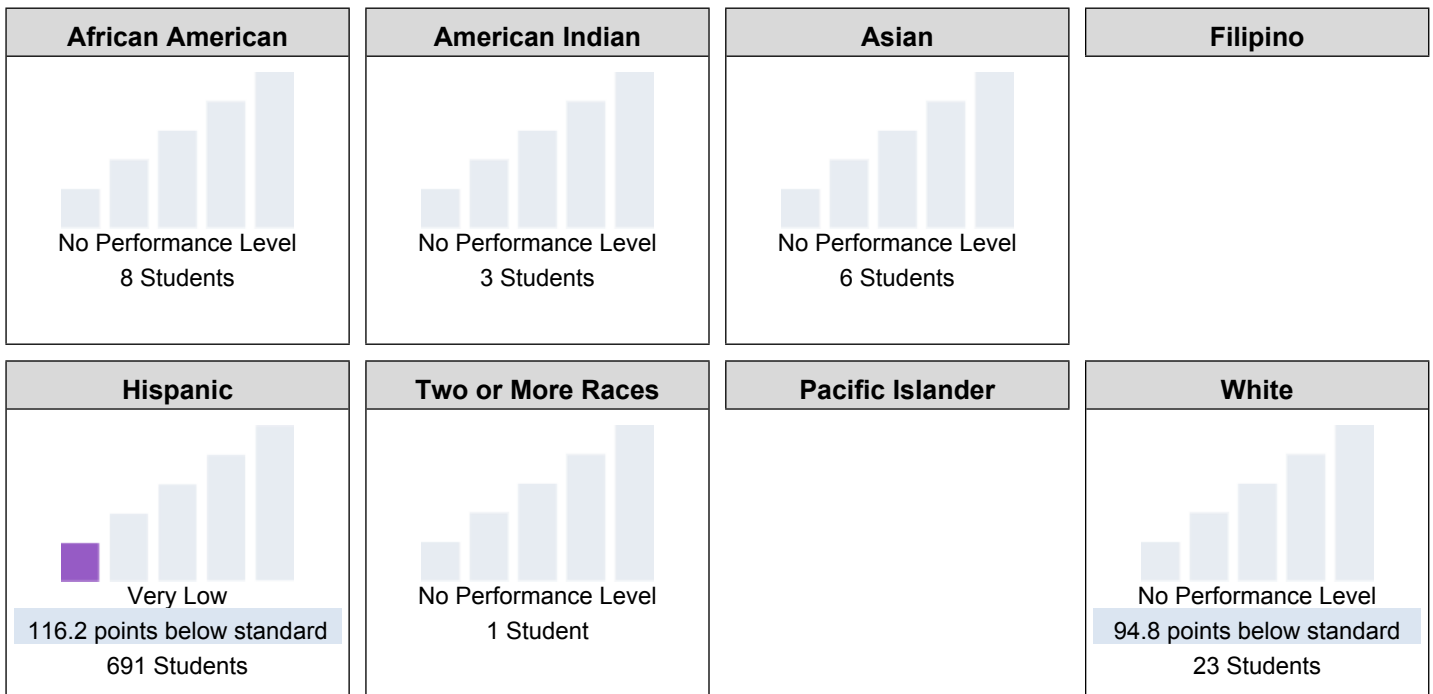 African American
No Performance Level
8 Students
American Indian
No Performance Level
3 Students
Asian
No Performance Level
6 Students
Filipino
Hispanic
Very Low
116.2 points below standard
691 Students
Two or More Races
No Performance Level
1 Student
Pacific Islander
White
No Performance Level
94.8 points below standard
23 Students